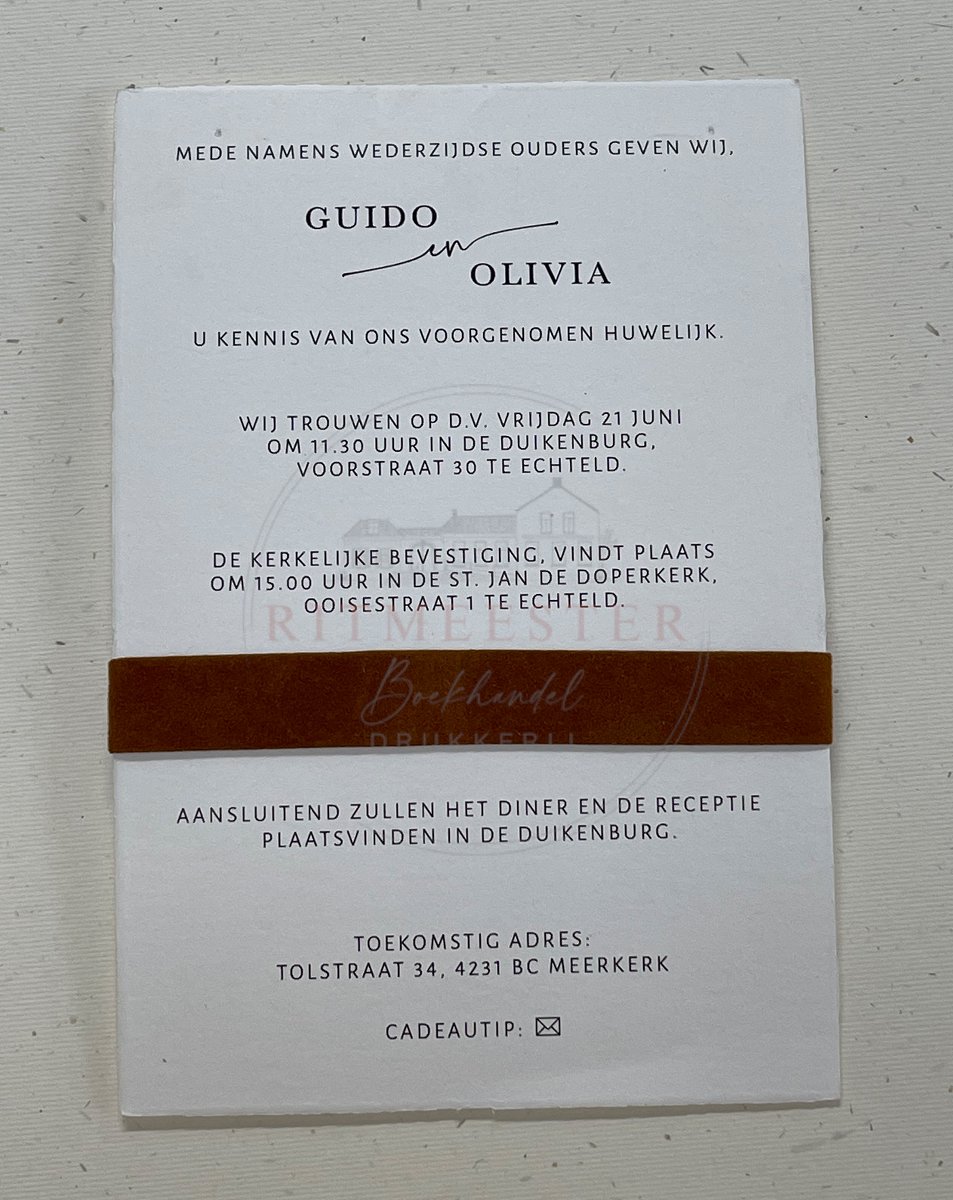 MEDE NAMENS WEDERZIJDSE OUDERS GEVEN WIJ,
GUIDO
en
OLIVIA
U KENNIS VAN ONS VOORGENOMEN HUWELIJK.
WIJ TROUWEN OP D.V. VRIJDAG 21 JUNI
OM 11.30 UUR IN DE DUIKENBURG,
VOORSTRAAT 30 TE ECHTELD.
DE KERKELIJKE BEVESTIGING, VINDT PLAATS
OM 15.00 UUR IN DE ST. JAN DE DOPERKERK,
OOISESTRAAT 1 TE ECHTELD.
RITMEESTER
Boekhandel
DRUKKERIJ
AANSLUITEND ZULLEN HET DINER EN DE RECEPTIE
PLAATSVINDEN IN DE DUIKENBURG.
TOEKOMSTIG ADRES:
TOLSTRAAT 34, 4231 BC MEERKERK
CADEAUTIP: